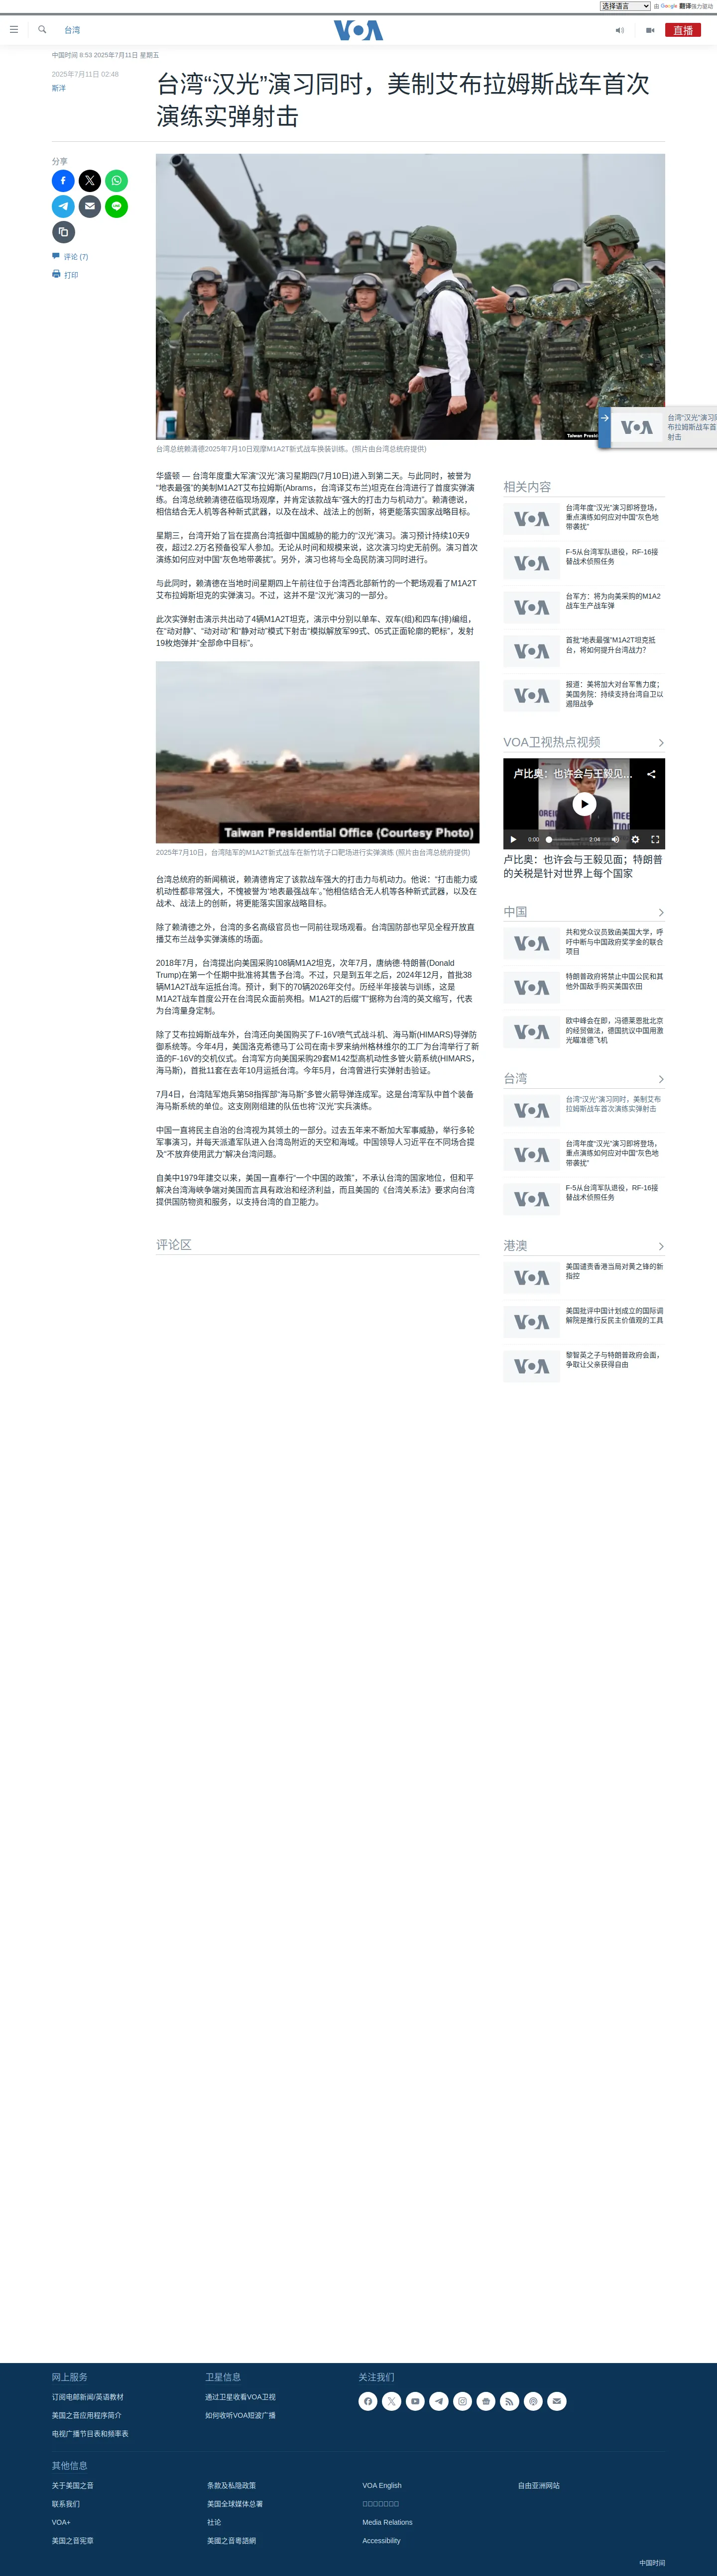 选择语言 由 Google 翻译强力驱动
台湾
VOA
直播
中国时间 6:53 2025年7月11日 星期五
2025年7月11日 02:48
斯洋
台湾“汉光”演习同时，美制艾布拉姆斯战车首次
演练实弹射击
分享
评论 (7)
打印
台湾总统赖清德2025年7月10日观摩M1A2T新式战车换装训练。(照片由台湾总统府提供)
台湾“汉光”演习同
布拉姆斯战车首
射击
华盛顿 — 台湾年度重大军演“汉光”演习星期四(7月10日)进入到第二天。与此同时，被誉为
“地表最强”的美制M1A2T艾布拉姆斯(Abrams，台湾译艾布兰)坦克在台湾进行了首度实弹演
练。台湾总统赖清德莅临现场观摩，并肯定该款战车“强大的打击力与机动力”。赖清德说，
相信结合无人机等各种新式武器，以及在战术、战法上的创新，将更能落实国家战略目标。
星期三，台湾开始了旨在提高台湾抵御中国威胁的能力的“汉光”演习。演习预计持续10天9
夜，超过2.2万名预备役军人参加。无论从时间和规模来说，这次演习均史无前例。演习首次
演练如何应对中国“灰色地带袭扰”。另外，演习也将与全岛民防演习同时进行。
与此同时，赖清德在当地时间星期四上午前往位于台湾西北部新竹的一个靶场观看了M1A2T
艾布拉姆斯坦克的实弹演习。不过，这并不是“汉光”演习的一部分。
此次实弹射击演示共出动了4辆M1A2T坦克，演示中分别以单车、双车(组)和四车(排)编组，
在“动对静”、“动对动”和“静对动”模式下射击“模拟解放军99式、05式正面轮廓的靶标”，发射
19枚炮弹并“全部命中目标”。
Taiwan Presidential Office (Courtesy Photo)
2025年7月10日，台湾陆军的M1A2T新式战车在新竹坑子口靶场进行实弹演练 (照片由台湾总统府提供)
台湾总统府的新闻稿说，赖清德肯定了该款战车强大的打击力与机动力。他说：“打击能力或
机动性都非常强大，不愧被誉为‘地表最强战车’。”他相信结合无人机等各种新式武器，以及在
战术、战法上的创新，将更能落实国家战略目标。
除了赖清德之外，台湾的多名高级官员也一同前往现场观看。台湾国防部也罕见全程开放直
播艾布兰战争实弹演练的场面。
2018年7月，台湾提出向美国采购108辆M1A2坦克，次年7月，唐纳德·特朗普(Donald
Trump)在第一个任期中批准将其售予台湾。不过，只是到五年之后，2024年12月，首批38
辆M1A2T战车运抵台湾。预计，剩下的70辆2026年交付。历经半年接装与训练，这是
M1A2T战车首度公开在台湾民众面前亮相。M1A2T的后缀“T”据称为台湾的英文缩写，代表
为台湾量身定制。
除了艾布拉姆斯战车外，台湾还向美国购买了F-16V喷气式战斗机、海马斯(HIMARS)导弹防
御系统等。今年4月，美国洛克希德马丁公司在南卡罗来纳州格林维尔的工厂为台湾举行了新
造的F-16V的交机仪式。台湾军方向美国采购29套M142型高机动性多管火箭系统(HIMARS，
海马斯)，首批11套在去年10月运抵台湾。今年5月，台湾曾进行实弹射击验证。
7月4日，台湾陆军炮兵第58指挥部“海马斯”多管火箭导弹连成军。这是台湾军队中首个装备
海马斯系统的单位。这支刚刚组建的队伍也将“汉光”实兵演练。
中国一直将民主自治的台湾视为其领土的一部分。过去五年来不断加大军事威胁，举行多轮
军事演习，并每天派遣军队进入台湾岛附近的天空和海域。中国领导人习近平在不同场合提
及“不放弃使用武力”解决台湾问题。
自美中1979年建交以来，美国一直奉行“一个中国的政策”，不承认台湾的国家地位，但和平
解决台湾海峡争端对美国而言具有政治和经济利益，而且美国的《台湾关系法》要求向台湾
提供国防物资和服务，以支持台湾的自卫能力。
评论区
相关内容
台湾年度“汉光”演习即将登场，
重点演练如何应对中国“灰色地
带袭扰”
F-5从台湾军队退役，RF-16接
替战术侦照任务
台军方：将为向美采购的M1A2
战车生产战车弹
首批“地表最强”M1A2T坦克抵
台，将如何提升台湾战力？
报道：美将加大对台军售力度；
美国务院：持续支持台湾自卫以
遏阻战争
VOA卫视热点视频
卢比奥：也许会与王毅见...
0:00
2:04
卢比奥：也许会与王毅见面；特朗普
的关税是针对世界上每个国家
中国
共和党众议员致函美国大学，呼
吁中断与中国政府奖学金的联合
项目
特朗普政府将禁止中国公民和其
他外国敌手购买美国农田
欧中峰会在即，冯德莱恩批北京
的经贸做法，德国抗议中国用激
光瞄准德飞机
台湾
台湾“汉光”演习同时，美制艾布
拉姆斯战车首次演练实弹射击
台湾年度“汉光”演习即将登场，
重点演练如何应对中国“灰色地
带袭扰”
F-5从台湾军队退役，RF-16接
替战术侦照任务
港澳
美国谴责香港当局对黄之锋的新
指控
美国批评中国计划成立的国际调
解院是推行反民主价值观的工具
黎智英之子与特朗普政府会面，
争取让父亲获得自由
网上服务
订阅电邮新闻/英语教材
美国之音应用程序简介
电视广播节目表和频率表
卫星信息
通过卫星收看VOA卫视
如何收听VOA短波广播
关注我们
其他信息
关于美国之音
联系我们
VOA+
美国之音宪章
条款及私隐政策
美国全球媒体总署
社论
美國之音粵語網
VOA English
Media Relations
Accessibility
自由亚洲网站
中国时间